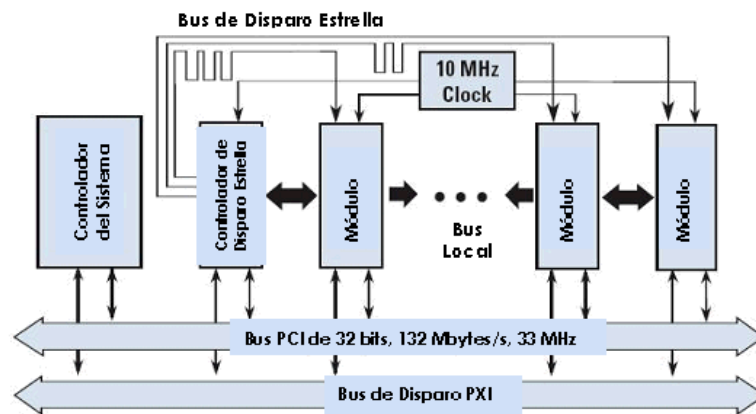 Bus de Disparo Estrella
10 MHz
Clock
Controlador
del Sistema
Controlador de
Disparo Estrella
Módulo
Bus
Local
Módulo
Módulo
Bus PCI de 32 bits, 132 Mbytes/s, 33 MHz
Bus de Disparo PXI